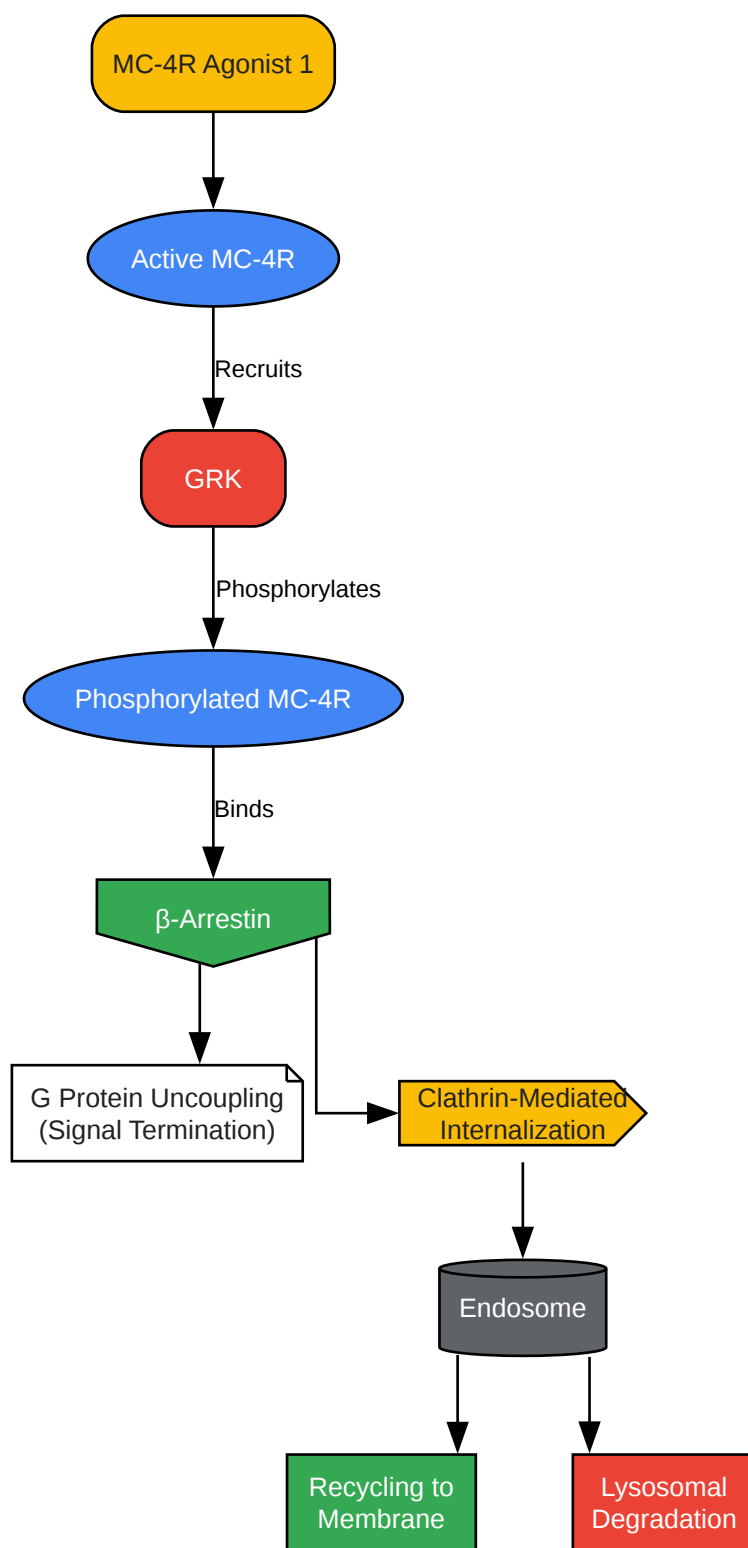 MC-4R Agonist 1
Active MC-4R
Recruits
GRK
Phosphorylates
Phosphorylated MC-4R
Binds
β-Arrestin
G Protein Uncoupling
(Signal Termination)
Clathrin-Mediated
Internalization
Endosome
Recycling to
Membrane
Lysosomal
Degradation